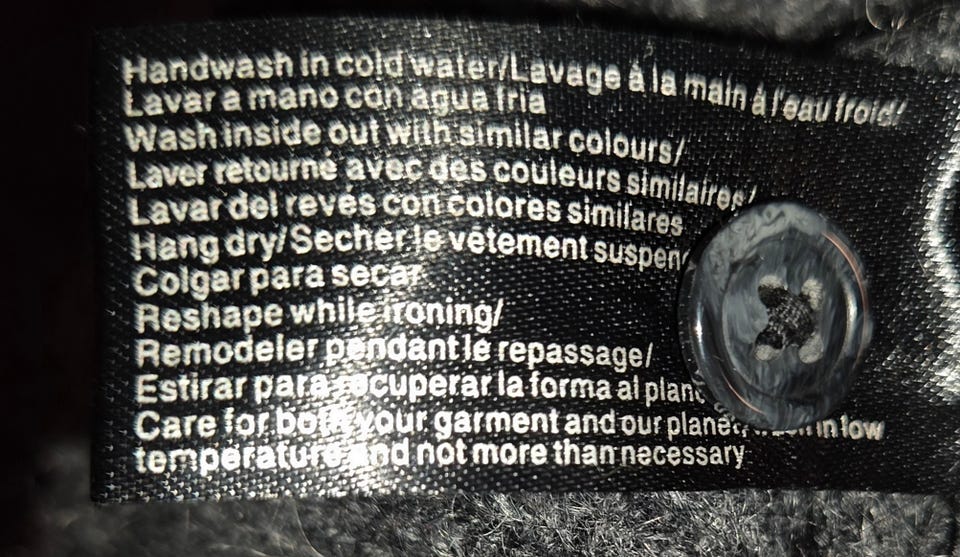 Handwash in cold water/Lavage à la main à l'eau froid/
Lavar a mano con agua fria
Wash inside out with similar colours/
Laver retourné avec des couleurs similaires/
Lavar del revés con colores similares
Hang dry/Secher le vêtement
Colgar para secar
Reshape while ironing/
Remodeler pendant le repassage/
Estirar para recuperar la forma al
Care for both your garment and our planet, in low
temperature and not more than necessary